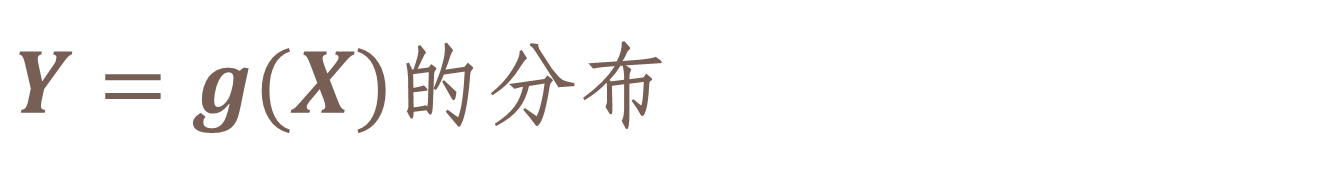 Y = g(X)的分布